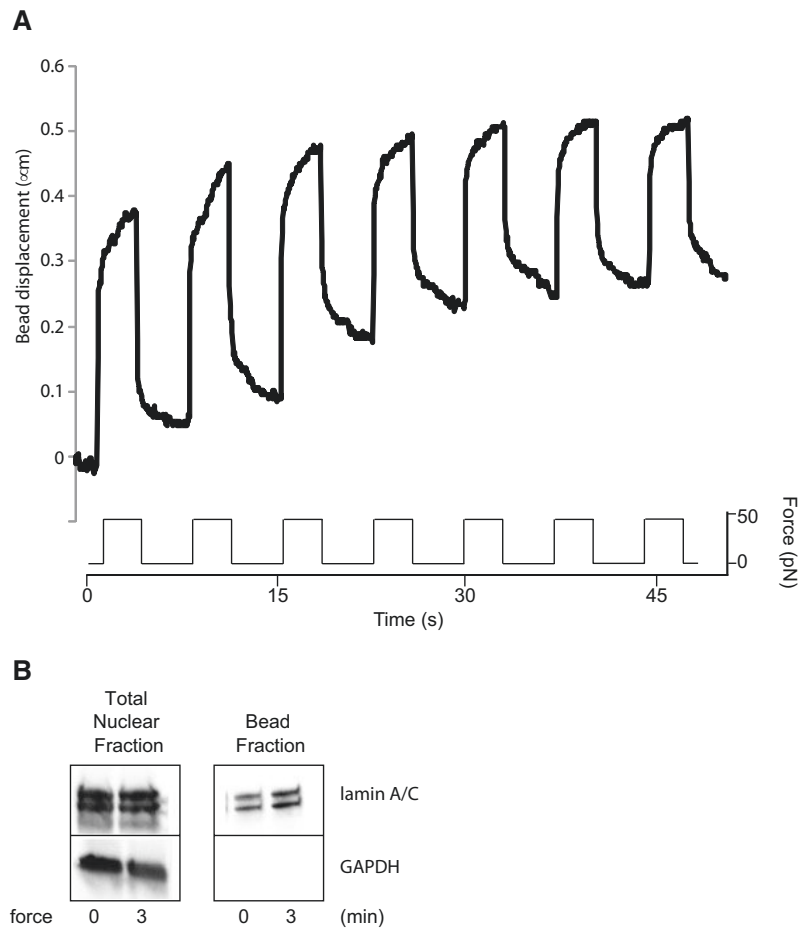 A
0.6
0.5
0.4
0.3
0.2
0.1
0
Bead displacement (∝m)
50
0
Force (pN)
0 15 30 45
Time (s)
B
Total
Nuclear
Fraction
Bead
Fraction
lamin A/C
GAPDH
force 0 3 0 3 (min)